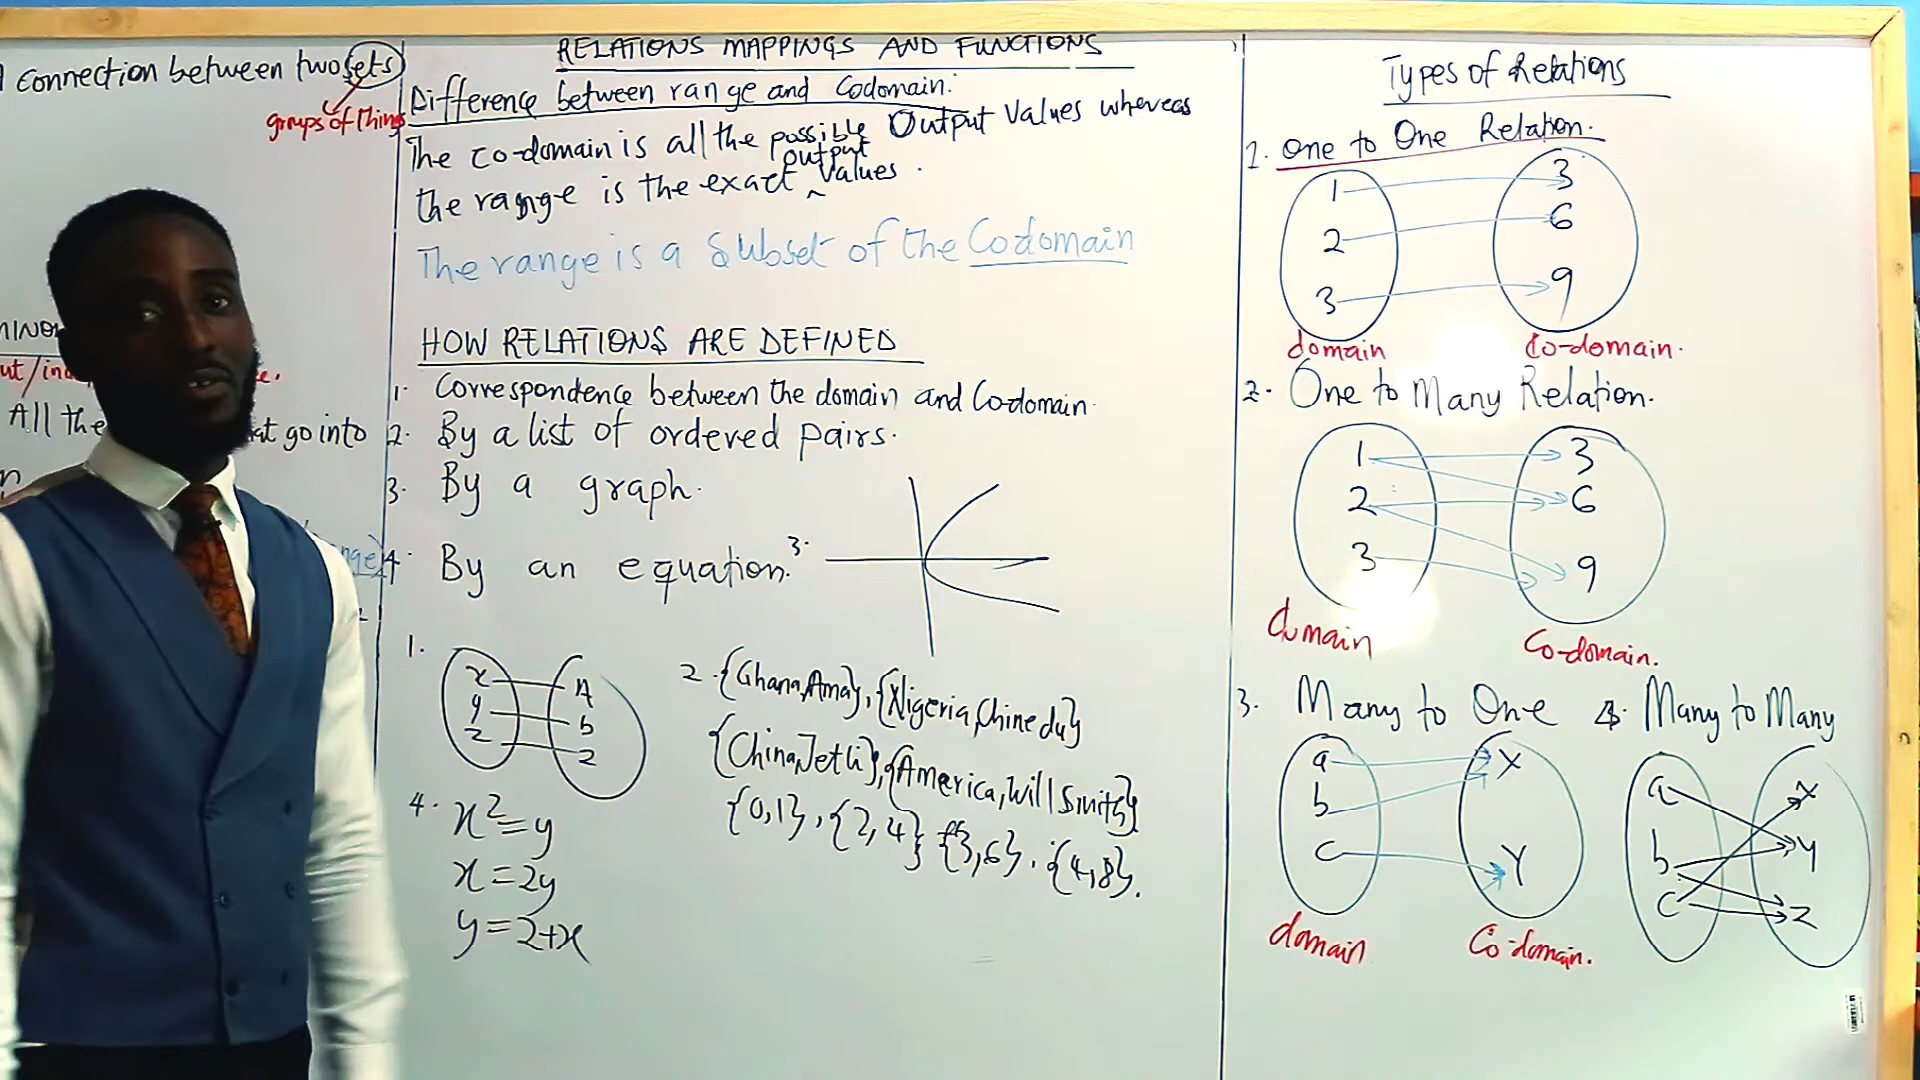 Connection between two sets
groups of things
ut/in
All the
at go into
nge)
RELATIONS MAPPINGS AND FUNCTIONS
Difference between range and Codomain:
The co-domain is all the possible Output Values whereas
the range is the exact output Values.
The range is a Subset of the Codomain
HOW RELATIONS ARE DEFINED
1. Correspondence between the domain and Codomain.
2. By a list of ordered pairs.
3. By a graph.
4. By an equation.
3.
1.
x A
y b
z z
2. {Ghana, Ama}, {Nigeria, Chinedu}
{China, Jetli}, {America, Will Smith}
{0,1}, {2,4} {3,6}. {4,8}.
4. x²=y
x=2y
y=2+x
Types of Relations
1. One to One Relation.
1 3
2 6
3 9
domain Co-domain.
2. One to Many Relation.
1 3
2 6
3 9
domain Co-domain.
3. Many to One 4. Many to Many
a X
b
c Y
domain Co-domain.
a x
b y
c z